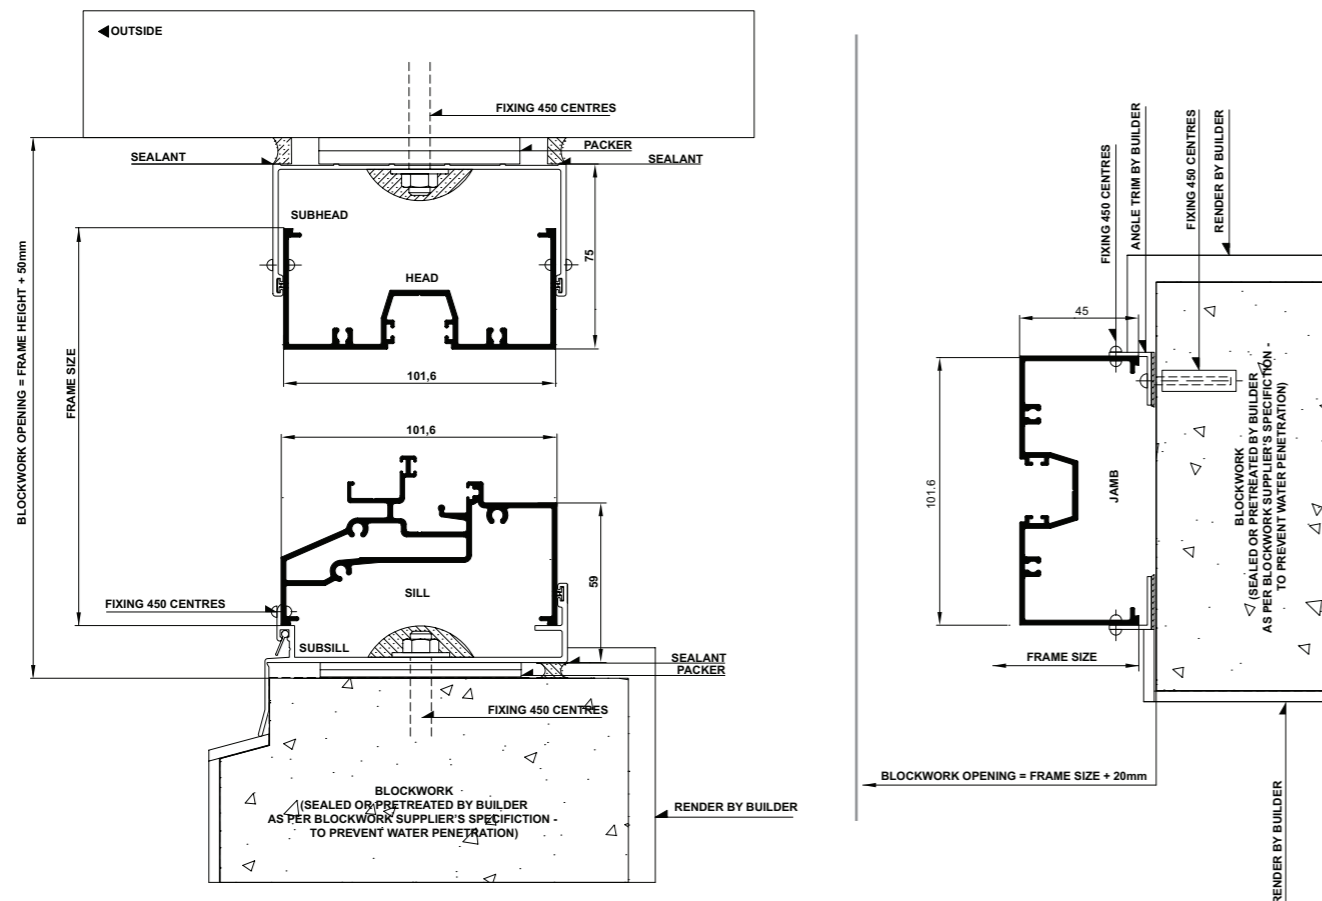 OUTSIDE
FIXING 450 CENTRES
PACKER
SEALANT
SEALANT
SUBHEAD
HEAD
75
101,6
FRAME SIZE
BLOCKWORK OPENING = FRAME HEIGHT + 50mm
101,6
59
SILL
FIXING 450 CENTRES
SUBSILL
SEALANT
PACKER
FIXING 450 CENTRES
BLOCKWORK
(SEALED OR PRETREATED BY BUILDER
AS PER BLOCKWORK SUPPLIER'S SPECIFICTION -
TO PREVENT WATER PENETRATION)
RENDER BY BUILDER
FIXING 450 CENTRES
ANGLE TRIM BY BUILDER
FIXING 450 CENTRES
RENDER BY BUILDER
45
101.6
JAMB
BLOCKWORK
(SEALED OR PRETREATED BY BUILDER
AS PER BLOCKWORK SUPPLIER'S SPECIFICTION -
TO PREVENT WATER PENETRATION)
FRAME SIZE
BLOCKWORK OPENING = FRAME SIZE + 20mm
RENDER BY BUILDER